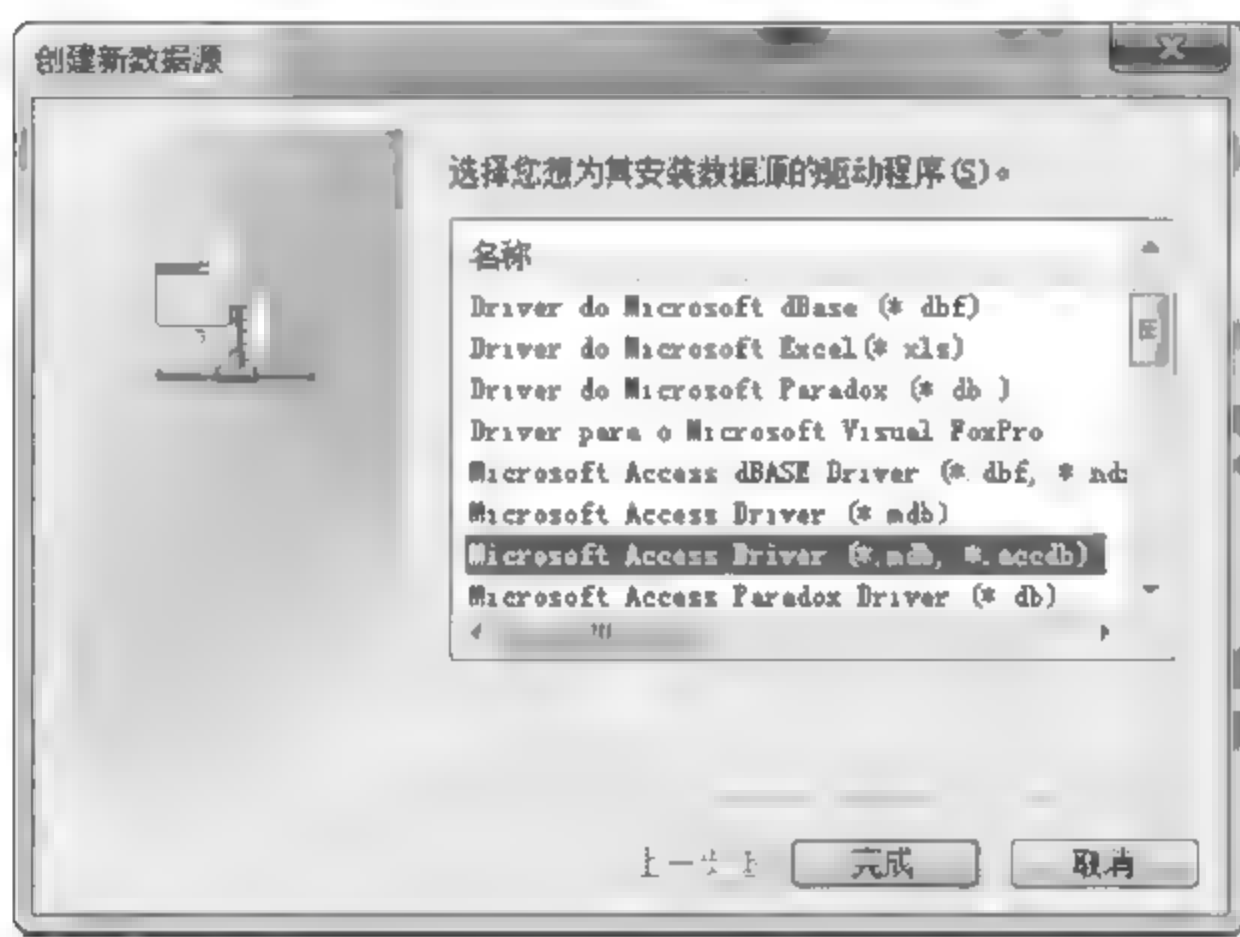 创建新数据源
选择您想为其安装数据源的驱动程序(S)。
名称
Driver do Microsoft dBase (*.dbf)
Driver do Microsoft Excel(*.xls)
Driver do Microsoft Paradox (*.db )
Driver para o Microsoft Visual FoxPro
Microsoft Access dBASE Driver (*.dbf, *.nd
Microsoft Access Driver (*.mdb)
Microsoft Access Driver (*.mdb, *.accdb)
Microsoft Access Paradox Driver (*.db)
上一步
完成
取消